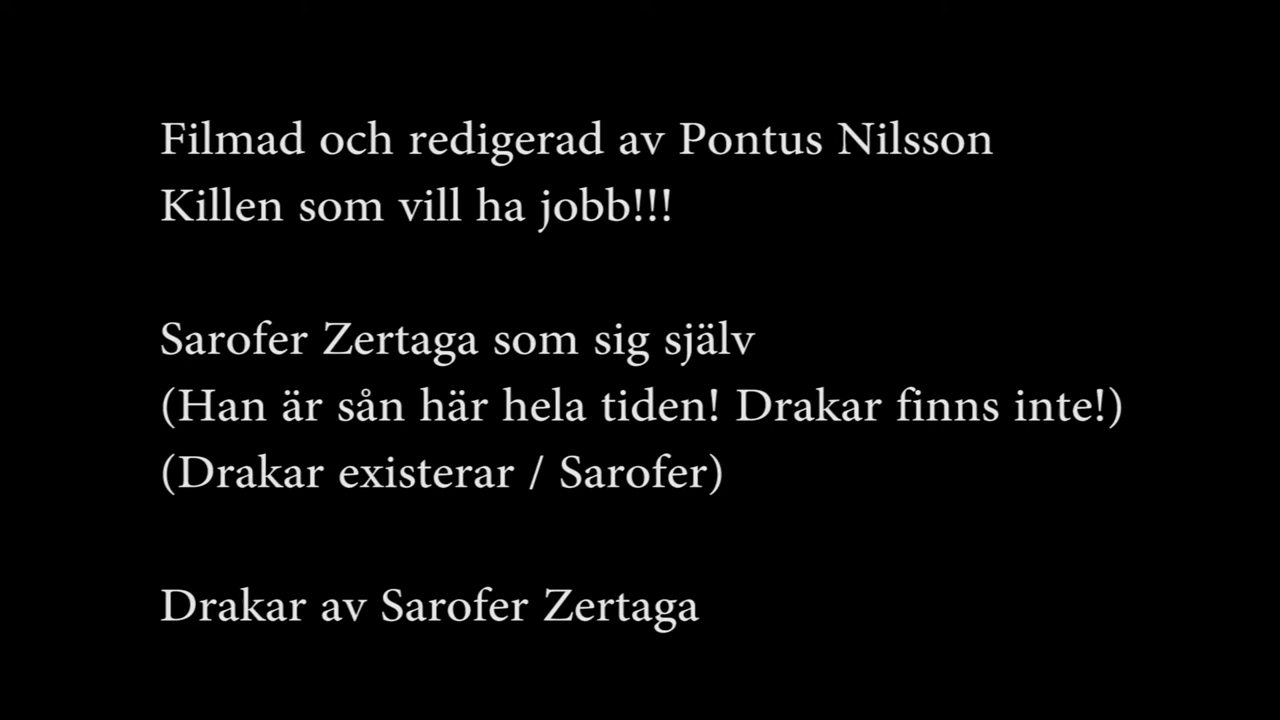 Filmad och redigerad av Pontus Nilsson
Killen som vill ha jobb!!!
Sarofer Zertaga som sig själv
(Han är sån här hela tiden! Drakar finns inte!)
(Drakar existerar / Sarofer)
Drakar av Sarofer Zertaga